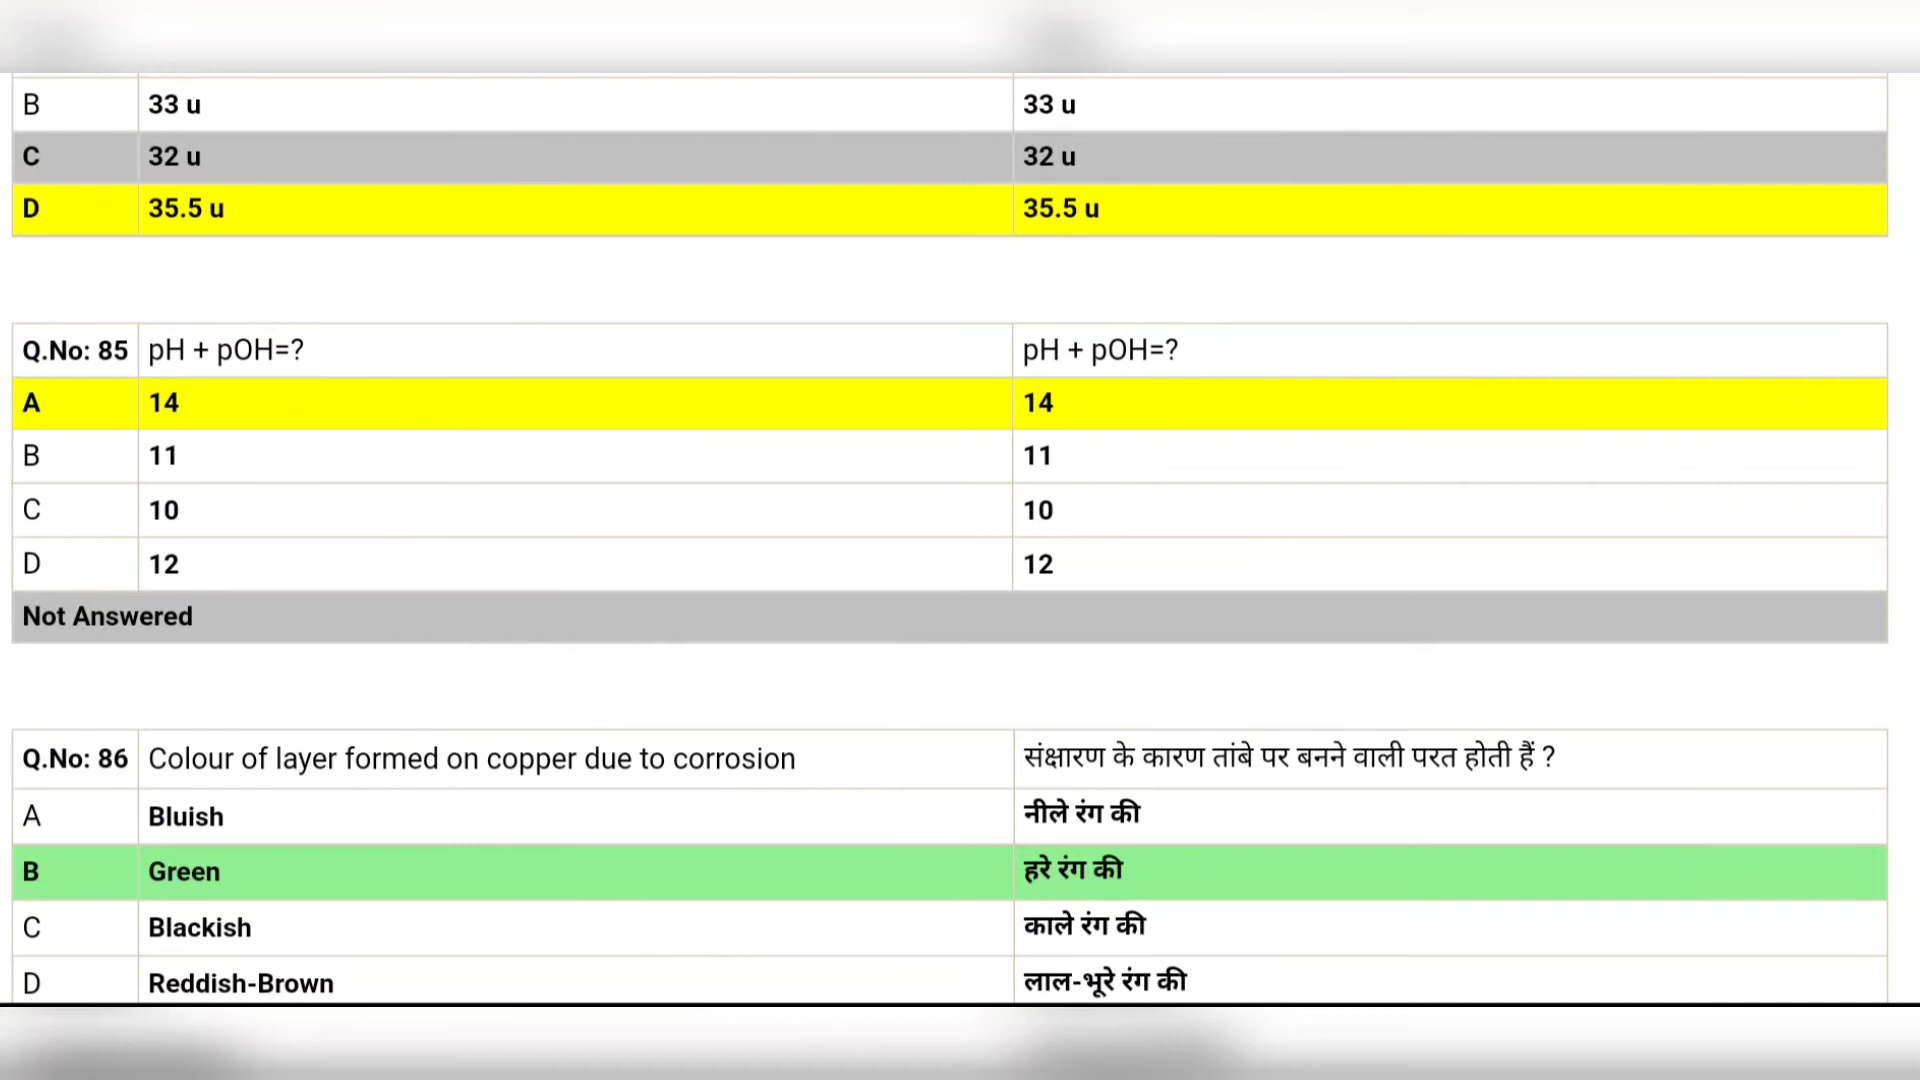 B 33 u 33 u
C 32 u 32 u
D 35.5 u 35.5 u
Q.No: 85 pH + pOH=? pH + pOH=?
A 14 14
B 11 11
C 10 10
D 12 12
Not Answered
Q.No: 86 Colour of layer formed on copper due to corrosion संक्षारण के कारण तांबे पर बनने वाली परत होती हैं ?
A Bluish नीले रंग की
B Green हरे रंग की
C Blackish काले रंग की
D Reddish-Brown लाल-भूरे रंग की